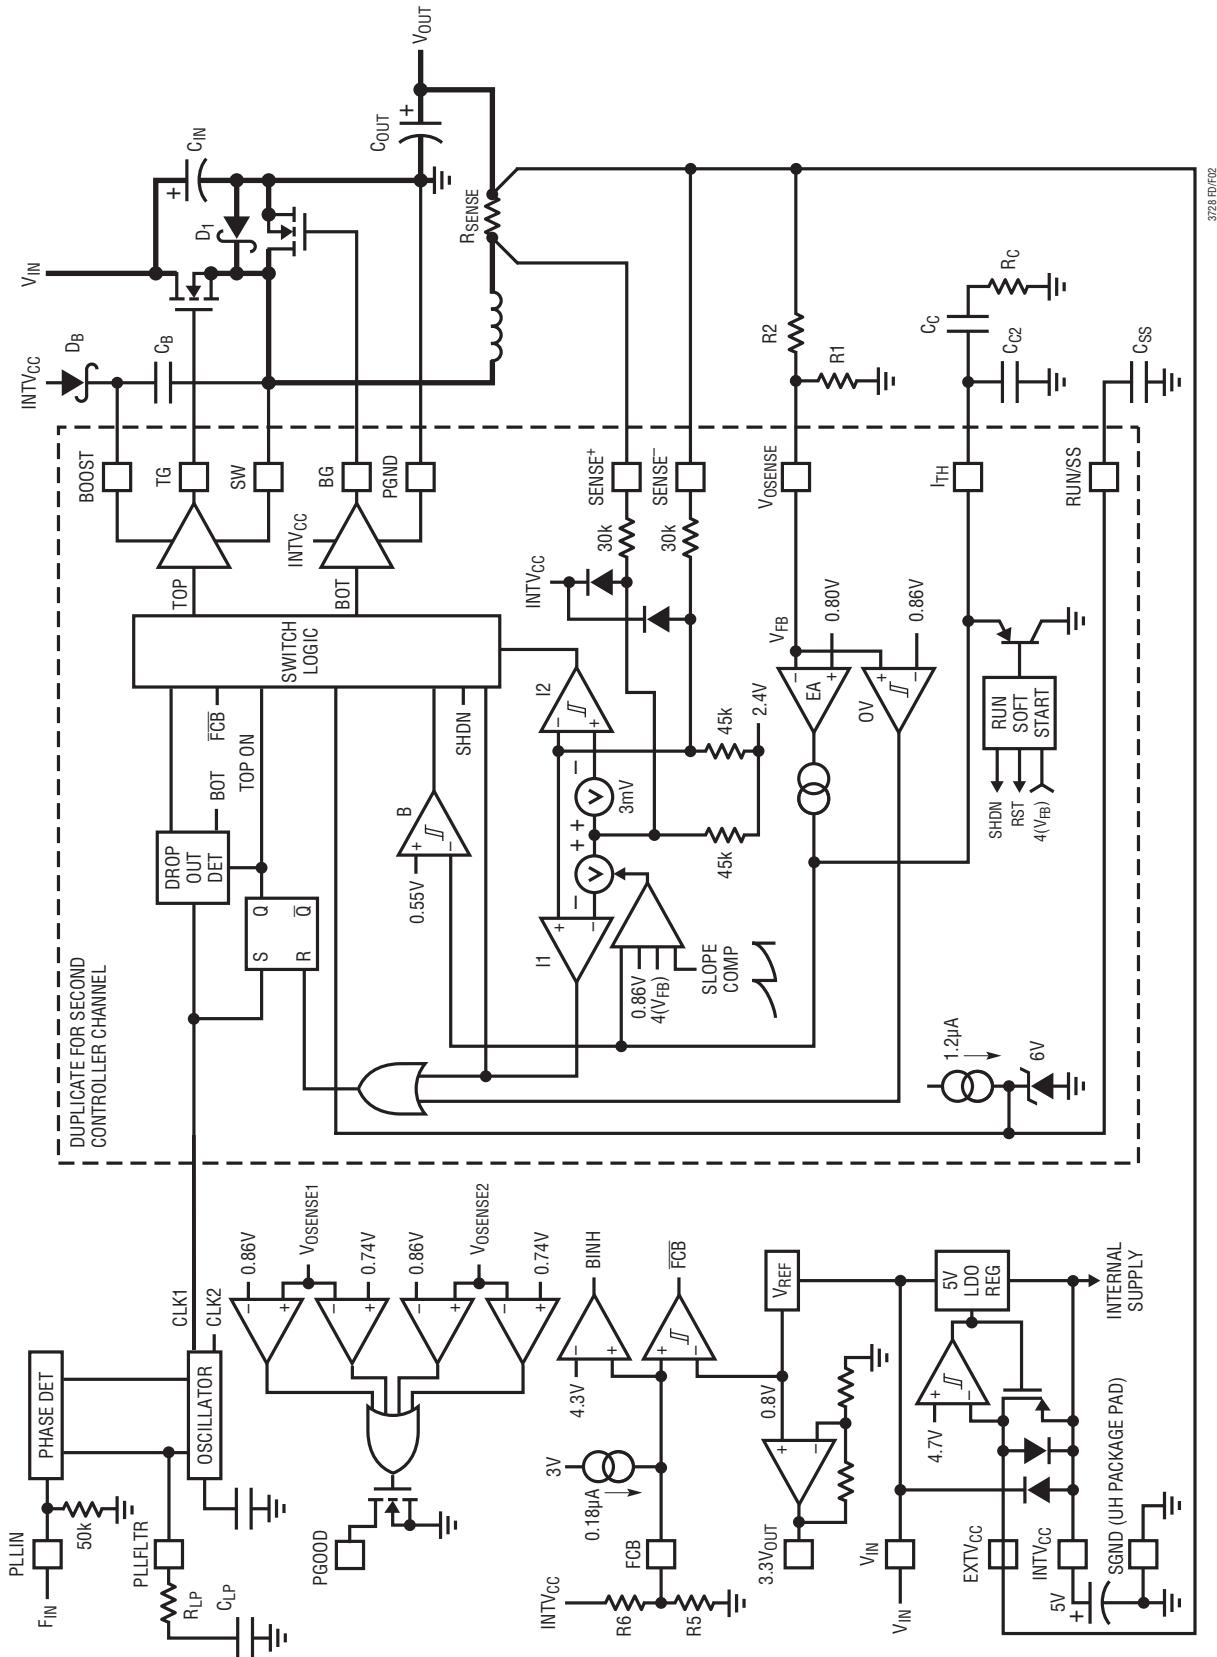 PLLIN
FIN
50k
PLLFLTR
RLP
CLP
PHASE DET
OSCILLATOR
CLK1
CLK2
DUPLICATE FOR SECOND
CONTROLLER CHANNEL
0.86V
VOSENSE1
0.74V
0.86V
VOSENSE2
0.74V
–
+
–
+
–
+
–
+
PGOOD
3V
0.18µA
FCB
INTVCC
R6
R5
4.3V
–
+
BINH
+
–
F̅C̅B̅
0.8V
VREF
+
–
3.3VOUT
VIN
VIN
4.7V
+
–
5V
LDO
REG
INTERNAL
SUPPLY
EXTVCC
INTVCC
5V
+
SGND (UH PACKAGE PAD)
DROP
OUT
DET
BOT
F̅C̅B̅
TOP ON
S
Q
R
Q̅
0.55V
+
–
B
SHDN
SWITCH
LOGIC
TOP
BOT
INTVCC
BOOST
TG
SW
BG
PGND
INTVCC
DB
CB
VIN
+
CIN
D1
COUT
+
VOUT
RSENSE
I1
+
–
–
+
+
–
3mV
I2
–
+
0.86V
4(VFB)
SLOPE
COMP
45k
45k
2.4V
INTVCC
30k
30k
SENSE+
SENSE–
VFB
–
EA
+
0.80V
OV
+
–
0.86V
VOSENSE
R2
R1
ITH
CC
RC
CC2
SHDN
RST
4(VFB)
RUN
SOFT
START
1.2µA
6V
RUN/SS
CSS
3728 FD/F02